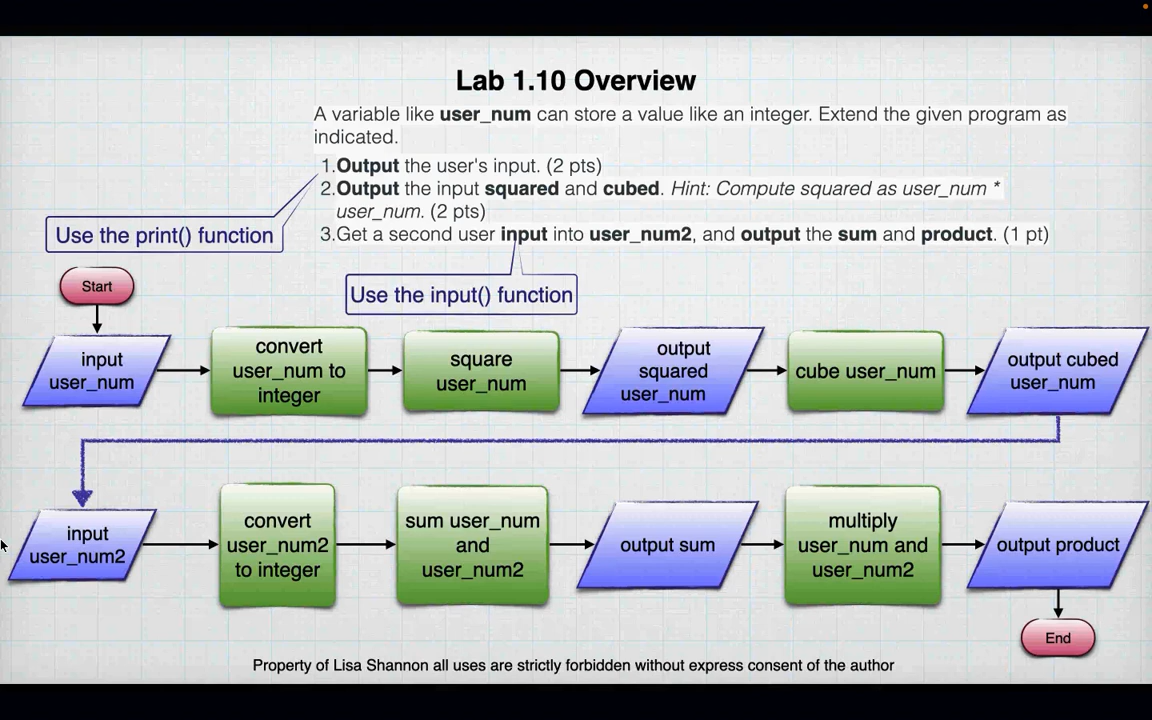 Lab 1.10 Overview
A variable like user_num can store a value like an integer. Extend the given program as
indicated.
1.Output the user's input. (2 pts)
2.Output the input squared and cubed. Hint: Compute squared as user_num *
user_num. (2 pts)
3.Get a second user input into user_num2, and output the sum and product. (1 pt)
Use the print() function
Use the input() function
Start
input
user_num
convert
user_num to
integer
square
user_num
output
squared
user_num
cube user_num
output cubed
user_num
input
user_num2
convert
user_num2
to integer
sum user_num
and
user_num2
output sum
multiply
user_num and
user_num2
output product
End
Property of Lisa Shannon all uses are strictly forbidden without express consent of the author